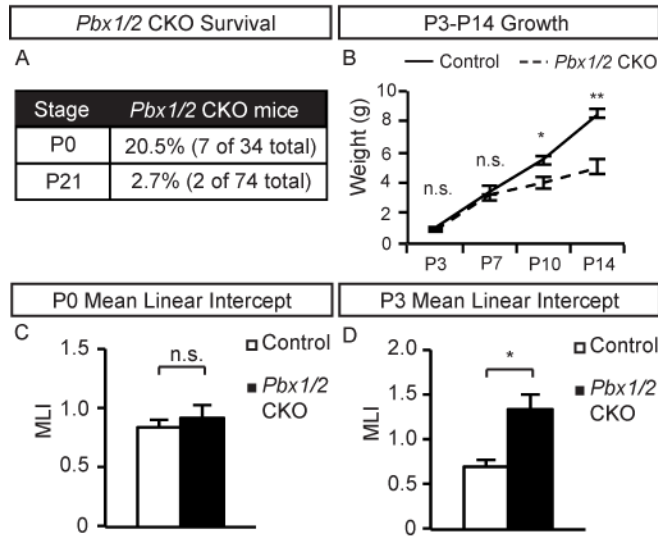 Pbx1/2 CKO Survival
A
Stage Pbx1/2 CKO mice
P0 20.5% (7 of 34 total)
P21 2.7% (2 of 74 total)
P3-P14 Growth
B
Control Pbx1/2 CKO
Weight (g)
10
8
6
4
2
0
n.s.
n.s.
*
**
P3 P7 P10 P14
P0 Mean Linear Intercept
C
MLI
1.5
1.0
0.5
0
n.s.
Control
Pbx1/2
CKO
P3 Mean Linear Intercept
D
MLI
2.0
1.5
1.0
0.5
0
*
Control
Pbx1/2
CKO